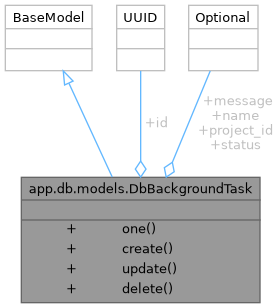 BaseModel
UUID
Optional
+id
+message
+name
+project_id
+status
app.db.models.DbBackgroundTask
+ one()
+ create()
+ update()
+ delete()